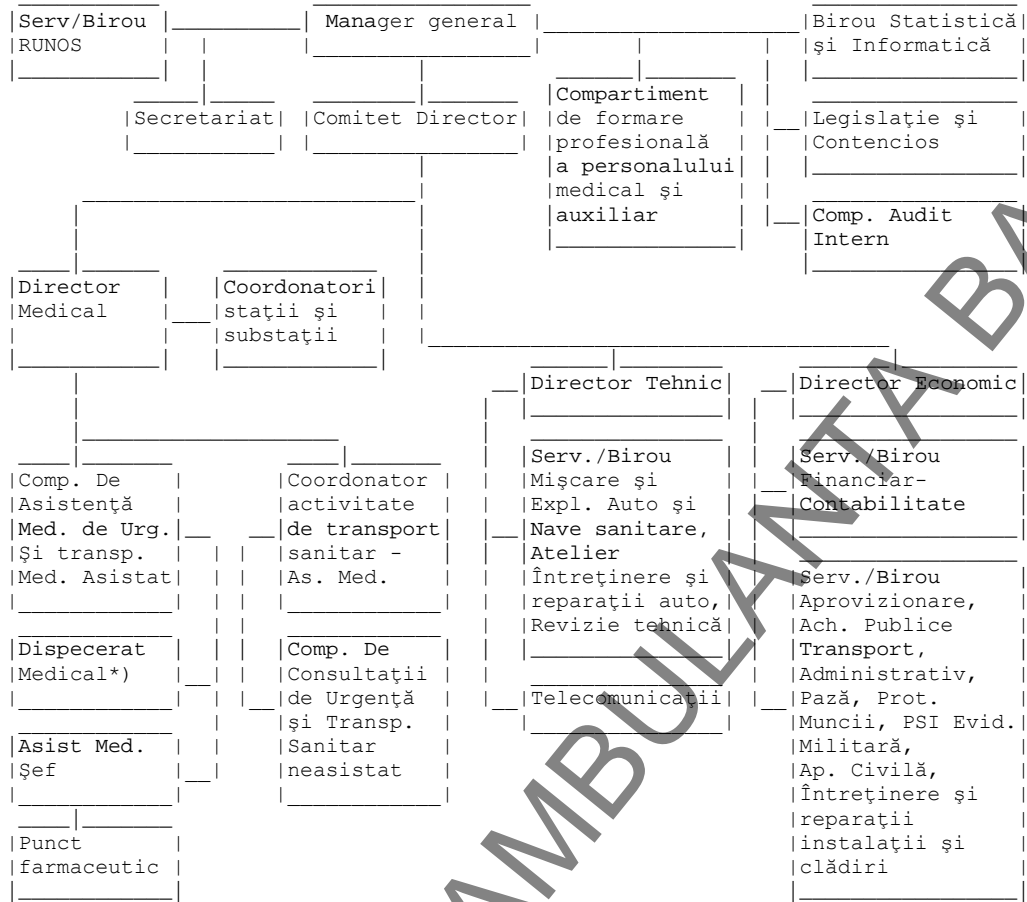 Serv/Birou
RUNOS
Manager general
Birou Statistică
şi Informatică
Secretariat
Comitet Director
Compartiment
de formare
profesională
a personalului
medical şi
auxiliar
Legislaţie şi
Contencios
Comp. Audit
Intern
Director
Medical
Coordonatori
staţii şi
substaţii
Director Tehnic
Director Economic
Comp. De
Asistenţă
Med. de Urg.
Şi transp.
Med. Asistat
Coordonator
activitate
de transport
sanitar -
As. Med.
Serv./Birou
Mişcare şi
Expl. Auto şi
Nave sanitare,
Atelier
Întreţinere şi
reparaţii auto,
Revizie tehnică
Serv./Birou
Financiar-
Contabilitate
Dispecerat
Medical*)
Comp. De
Consultaţii
de Urgenţă
şi Transp.
Sanitar
neasistat
Telecomunicaţii
Serv./Birou
Aprovizionare,
Ach. Publice
Transport,
Administrativ,
Pază, Prot.
Muncii, PSI Evid.
Militară,
Ap. Civilă,
Întreţinere şi
reparaţii
instalaţii şi
clădiri
Asist Med.
Şef
Punct
farmaceutic
AMBULANTA BA